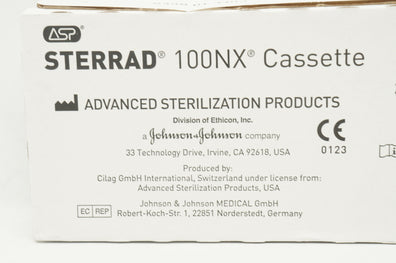 ASP
STERRAD® 100NX® Cassette
ADVANCED STERILIZATION PRODUCTS
Division of Ethicon, Inc.
a Johnson & Johnson company
33 Technology Drive, Irvine, CA 92618, USA
CE
0123
Produced by:
Cilag GmbH International, Switzerland under license from:
Advanced Sterilization Products, USA
EC REP
Johnson & Johnson MEDICAL GmbH
Robert-Koch-Str. 1, 22851 Norderstedt, Germany